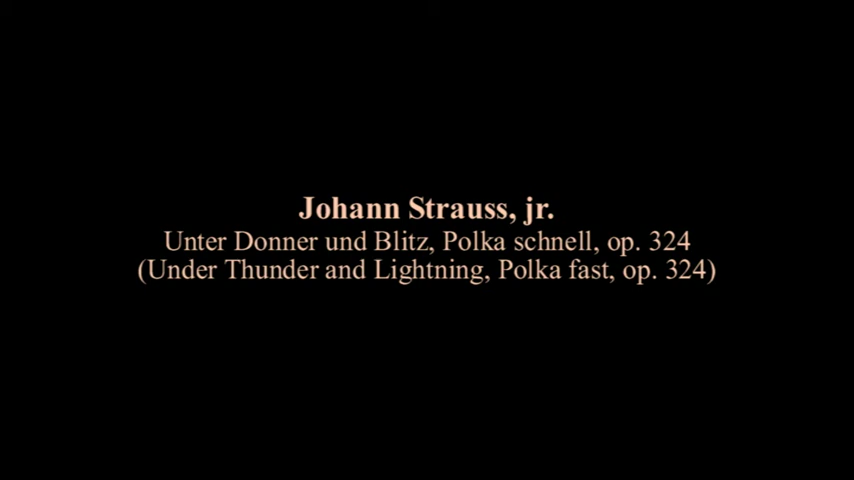 Johann Strauss, jr.
Unter Donner und Blitz, Polka schnell, op. 324
(Under Thunder and Lightning, Polka fast, op. 324)